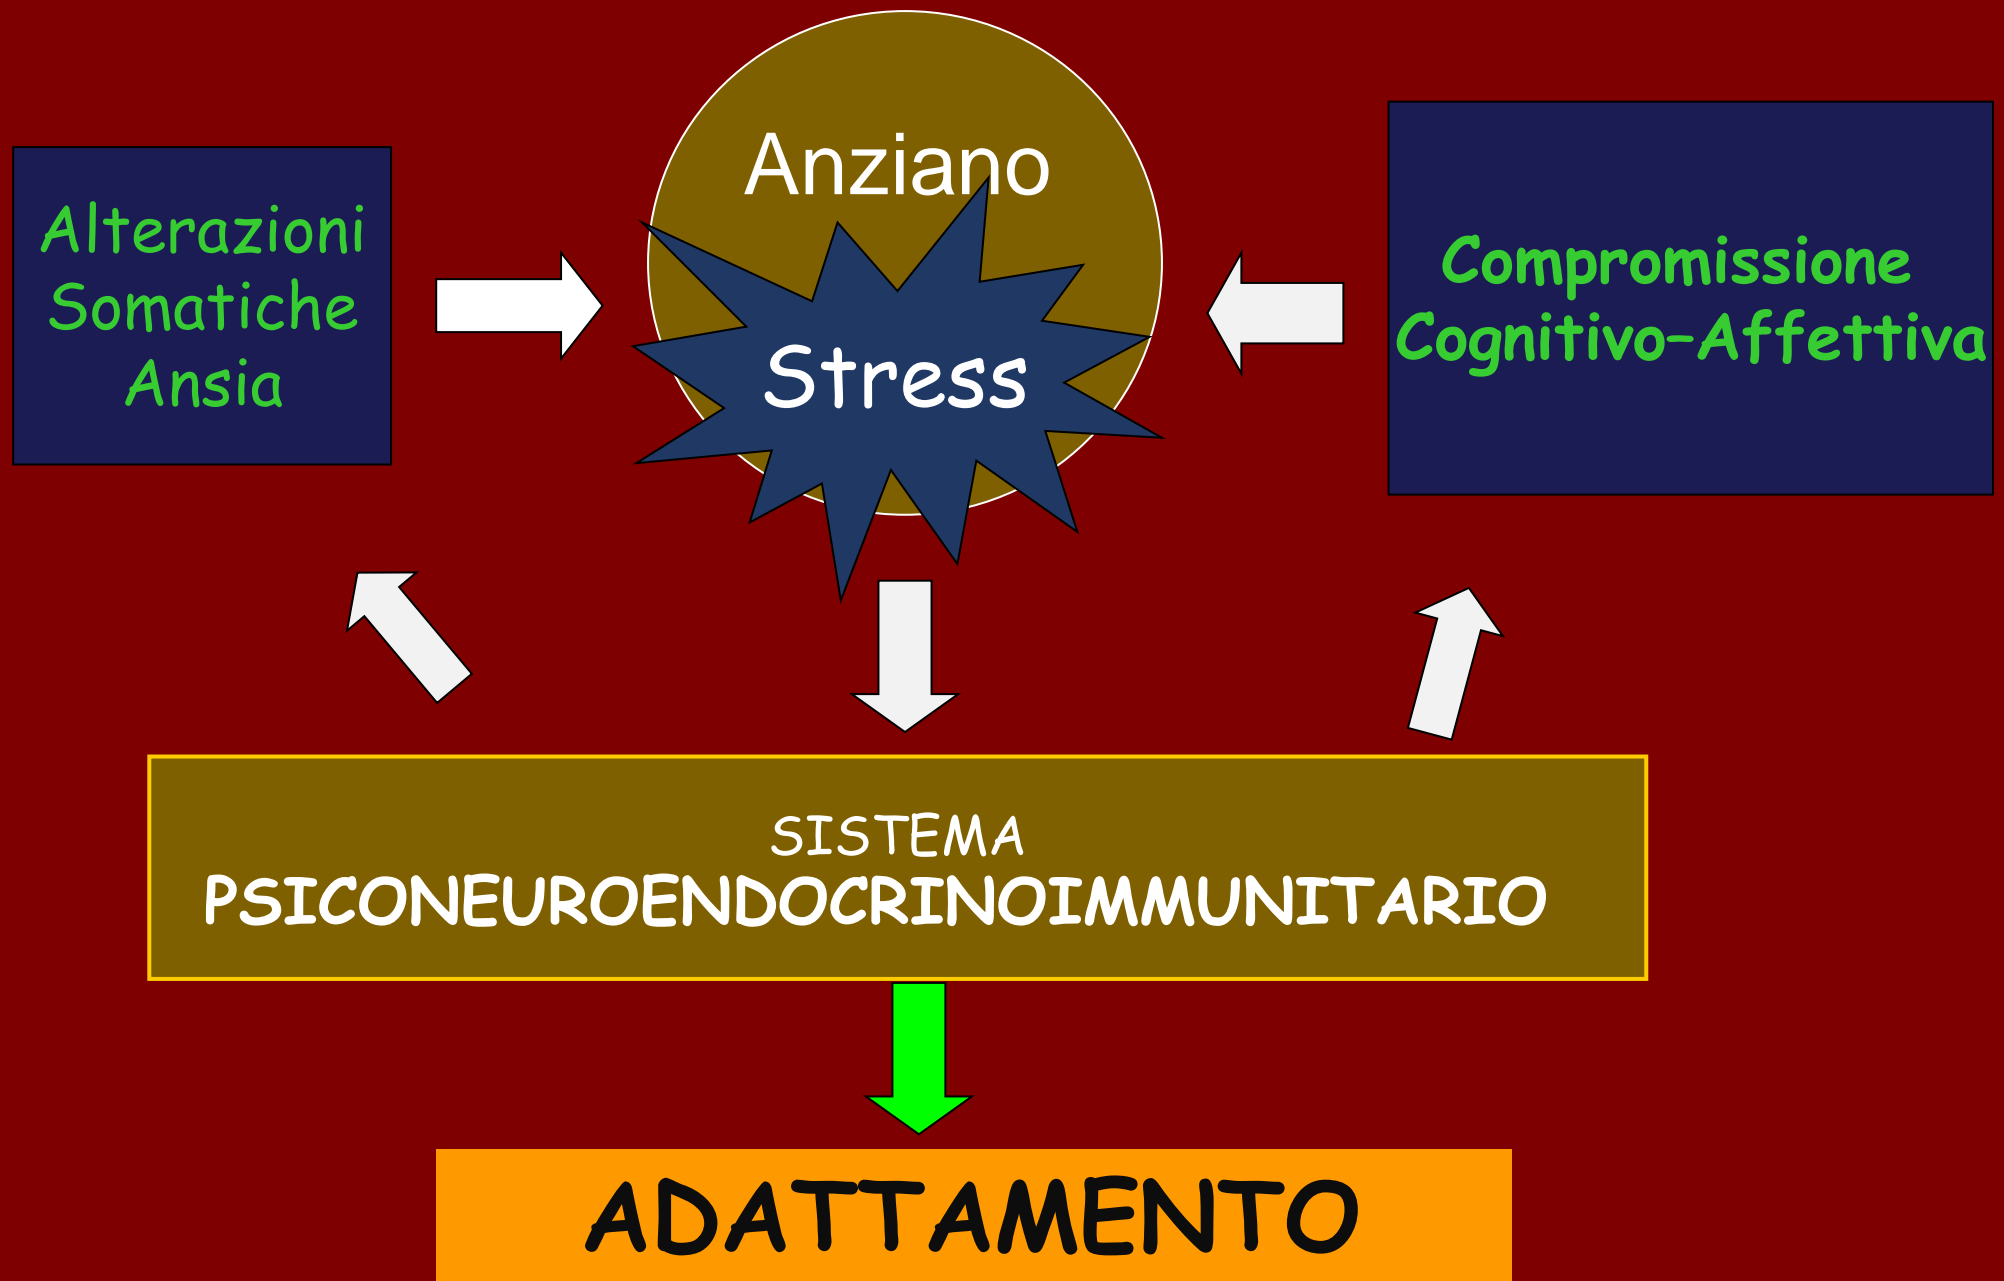 Anziano
Stress
Alterazioni
Somatiche
Ansia
Compromissione
Cognitivo-Affettiva
SISTEMA
PSICONEUROENDOCRINOIMMUNITARIO
ADATTAMENTO